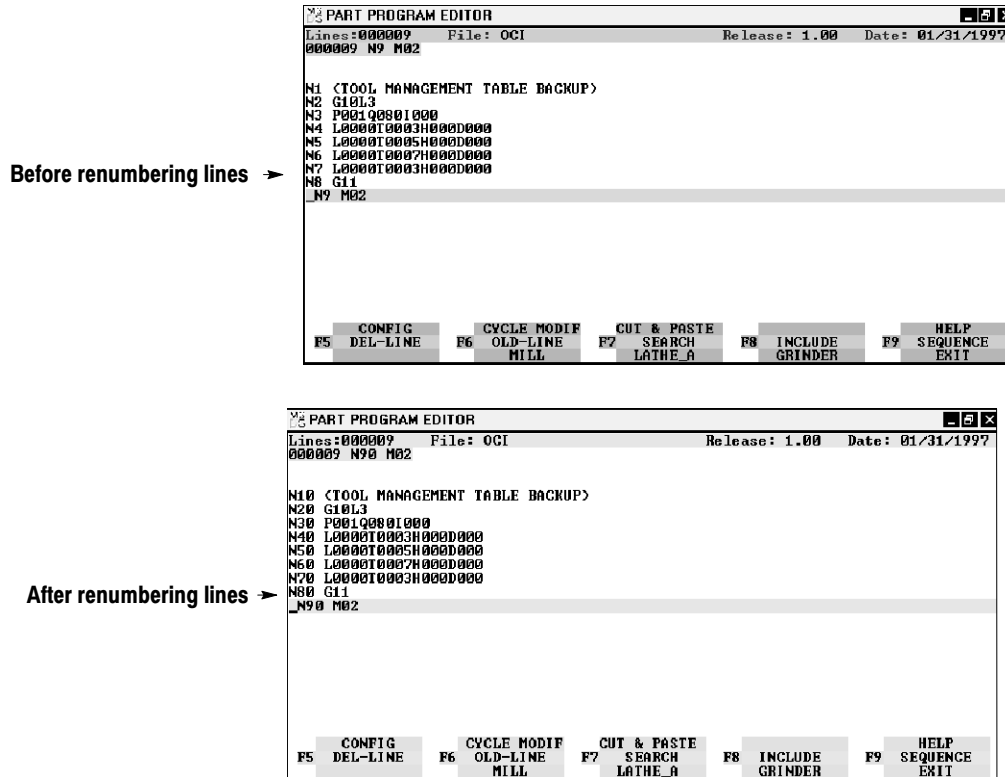 PART PROGRAM EDITOR
Lines:000009 File: OCI Release: 1.00 Date: 01/31/1997
000009 N9 M02
N1 (TOOL MANAGEMENT TABLE BACKUP)
N2 G10L3
N3 P001Q080I000
N4 L0000T0003H000D000
N5 L0000T0005H000D000
N6 L0000T0007H000D000
N7 L0000T0003H000D000
Before renumbering lines
N8 G11
_N9 M02
CONFIG CYCLE MODIF CUT & PASTE HELP
F5 DEL-LINE F6 OLD-LINE F7 SEARCH F8 INCLUDE F9 SEQUENCE
MILL LATHE_A GRINDER EXIT
PART PROGRAM EDITOR
Lines:000009 File: OCI Release: 1.00 Date: 01/31/1997
000009 N90 M02
N10 (TOOL MANAGEMENT TABLE BACKUP)
N20 G10L3
N30 P001Q080I000
N40 L0000T0003H000D000
N50 L0000T0005H000D000
N60 L0000T0007H000D000
N70 L0000T0003H000D000
After renumbering lines
N80 G11
_N90 M02
CONFIG CYCLE MODIF CUT & PASTE HELP
F5 DEL-LINE F6 OLD-LINE F7 SEARCH F8 INCLUDE F9 SEQUENCE
MILL LATHE_A GRINDER EXIT